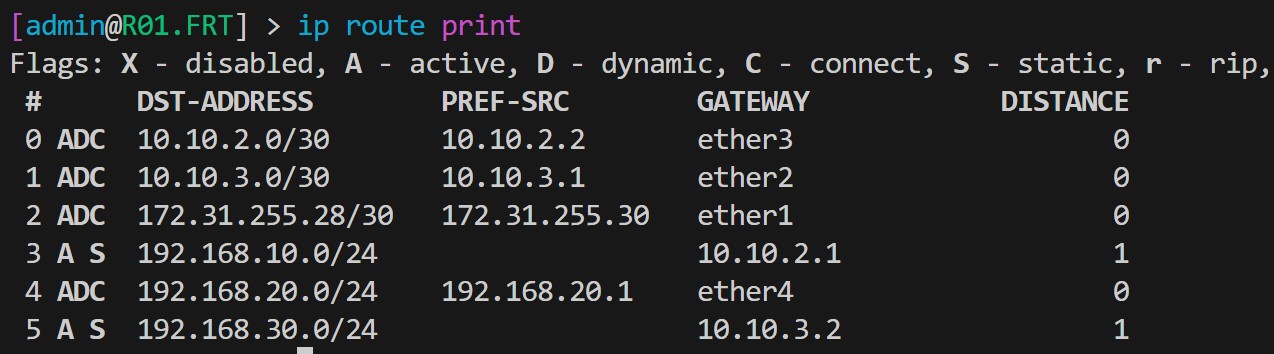 [admin@R01.FRT] > ip route print
Flags: X - disabled, A - active, D - dynamic, C - connect, S - static, r - rip,
#      DST-ADDRESS        PREF-SRC        GATEWAY            DISTANCE
0 ADC  10.10.2.0/30       10.10.2.2       ether3                    0
1 ADC  10.10.3.0/30       10.10.3.1       ether2                    0
2 ADC  172.31.255.28/30   172.31.255.30   ether1                    0
3 A S  192.168.10.0/24                    10.10.2.1                 1
4 ADC  192.168.20.0/24    192.168.20.1    ether4                    0
5 A S  192.168.30.0/24                    10.10.3.2                 1